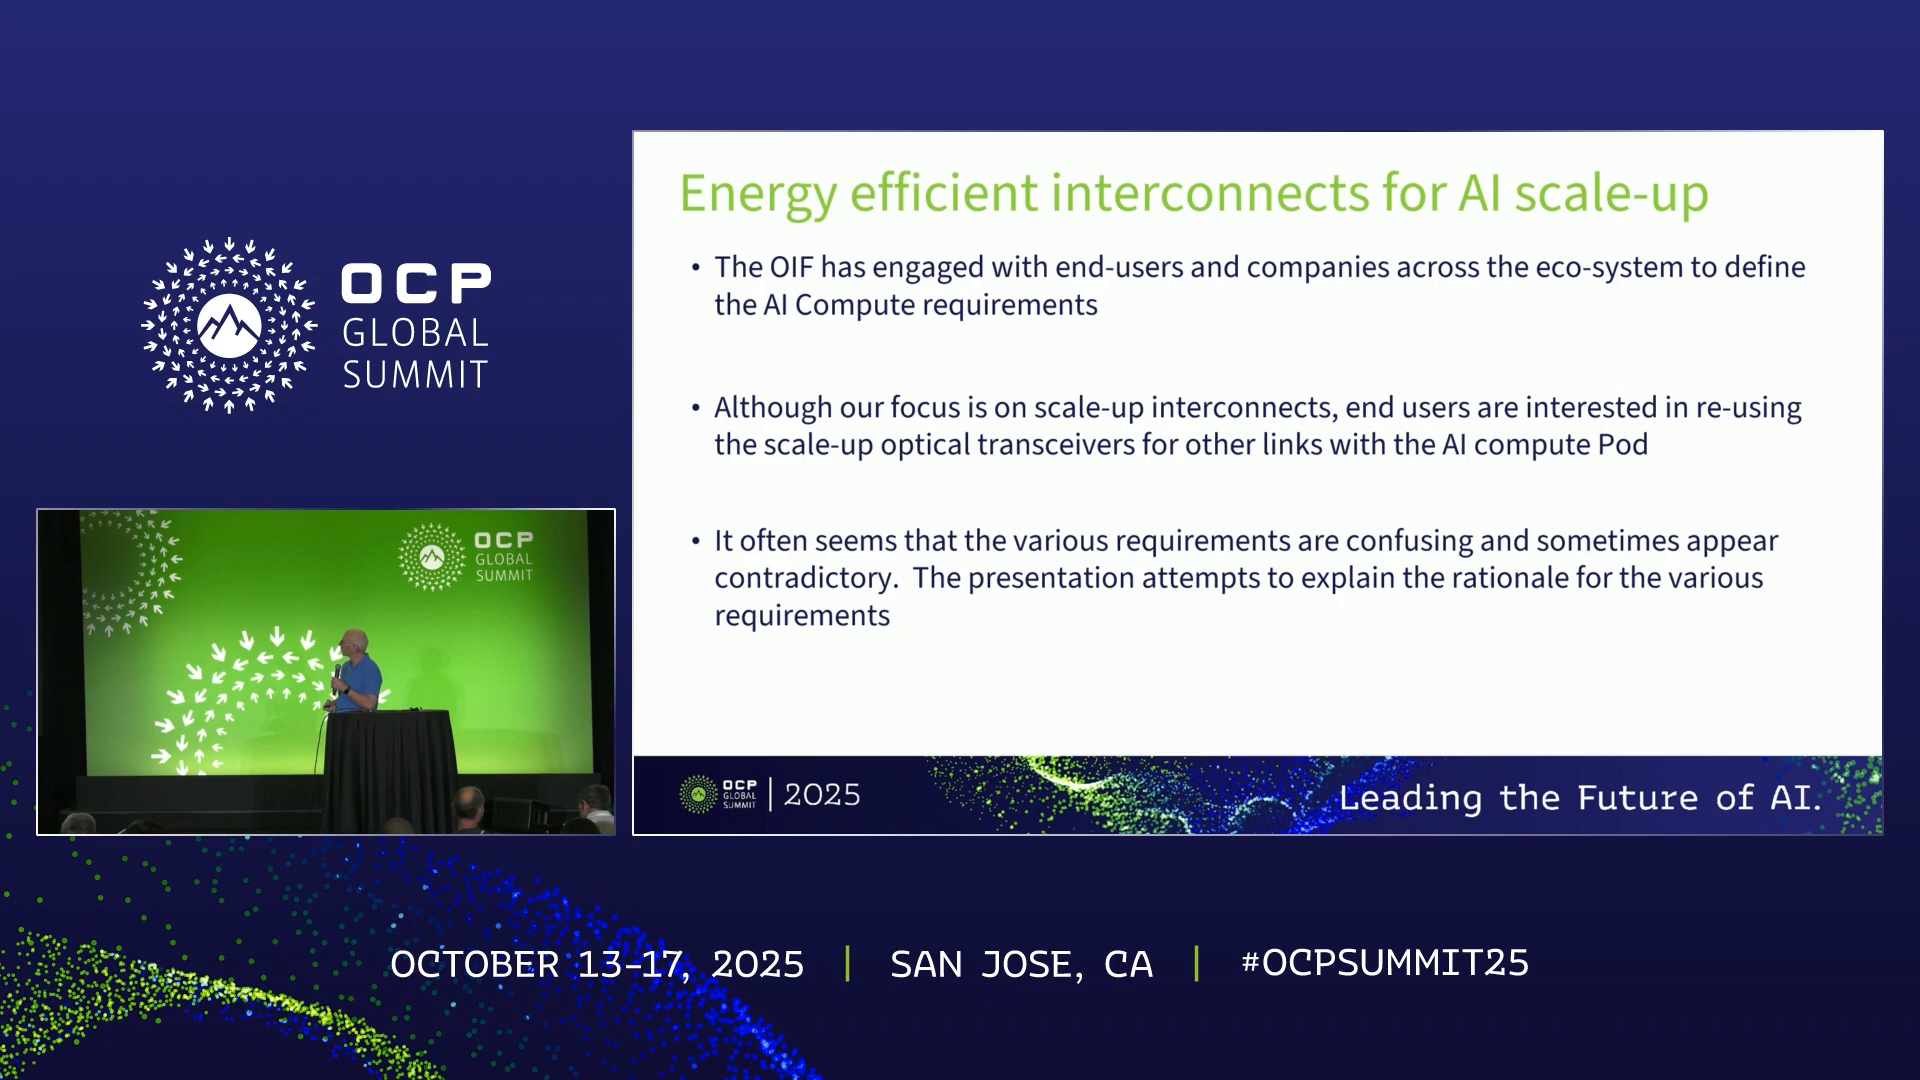 OCP
GLOBAL
SUMMIT
Energy efficient interconnects for AI scale-up
• The OIF has engaged with end-users and companies across the eco-system to define
the AI Compute requirements
• Although our focus is on scale-up interconnects, end users are interested in re-using
the scale-up optical transceivers for other links with the AI compute Pod
• It often seems that the various requirements are confusing and sometimes appear
contradictory.  The presentation attempts to explain the rationale for the various
requirements
OCP
GLOBAL
SUMMIT
OCP
GLOBAL
SUMMIT
2025
Leading the Future of AI.
OCTOBER 13-17, 2025 | SAN JOSE, CA | #OCPSUMMIT25